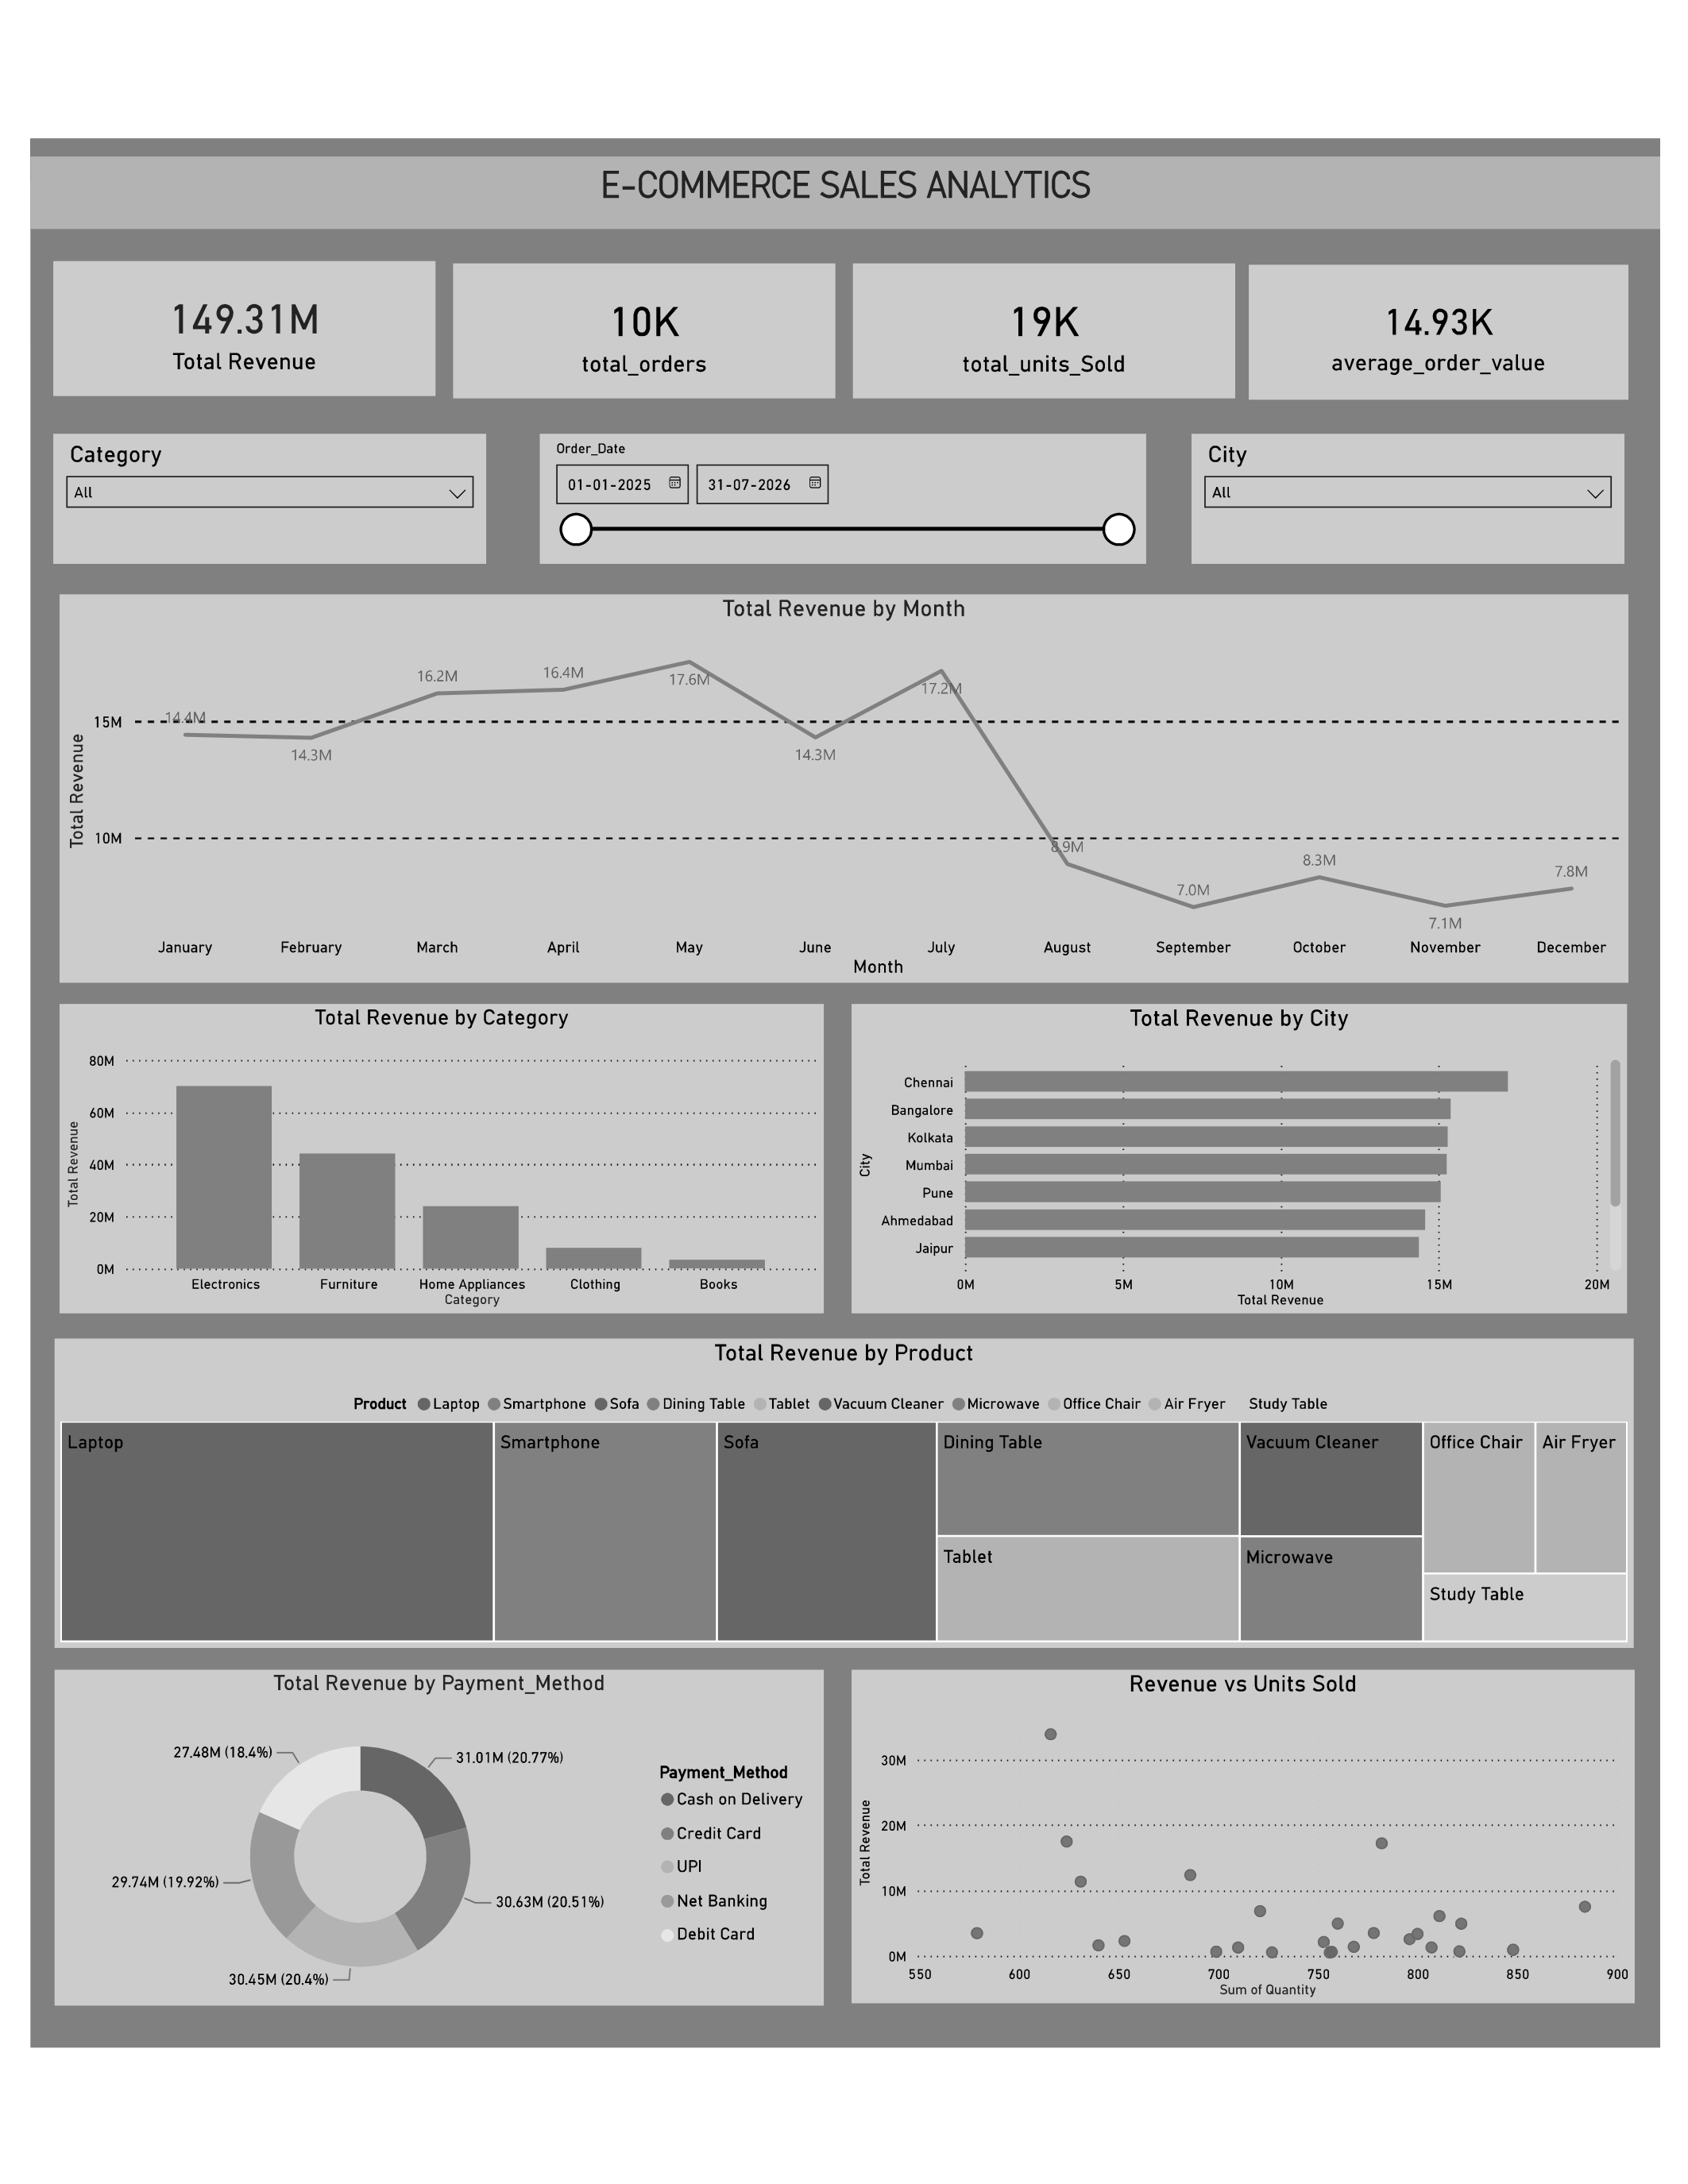 E-COMMERCE SALES ANALYTICS
149.31M
Total Revenue
10K
total_orders
19K
total_units_Sold
14.93K
average_order_value
Category
All
Order_Date
01-01-2025
31-07-2026
City
All
Total Revenue by Month
Total Revenue
15M
10M
14.4M
14.3M
16.2M
16.4M
17.6M
14.3M
17.2M
8.9M
7.0M
8.3M
7.1M
7.8M
January
February
March
April
May
June
July
August
September
October
November
December
Month
Total Revenue by Category
Total Revenue
80M
60M
40M
20M
0M
Electronics
Furniture
Home Appliances
Clothing
Books
Category
Total Revenue by City
City
Chennai
Bangalore
Kolkata
Mumbai
Pune
Ahmedabad
Jaipur
0M
5M
10M
15M
20M
Total Revenue
Total Revenue by Product
Product Laptop Smartphone Sofa Dining Table Tablet Vacuum Cleaner Microwave Office Chair Air Fryer Study Table
Laptop
Smartphone
Sofa
Dining Table
Tablet
Vacuum Cleaner
Microwave
Office Chair
Air Fryer
Study Table
Total Revenue by Payment_Method
27.48M (18.4%)
31.01M (20.77%)
29.74M (19.92%)
30.63M (20.51%)
30.45M (20.4%)
Payment_Method
Cash on Delivery
Credit Card
UPI
Net Banking
Debit Card
Revenue vs Units Sold
Total Revenue
30M
20M
10M
0M
550
600
650
700
750
800
850
900
Sum of Quantity